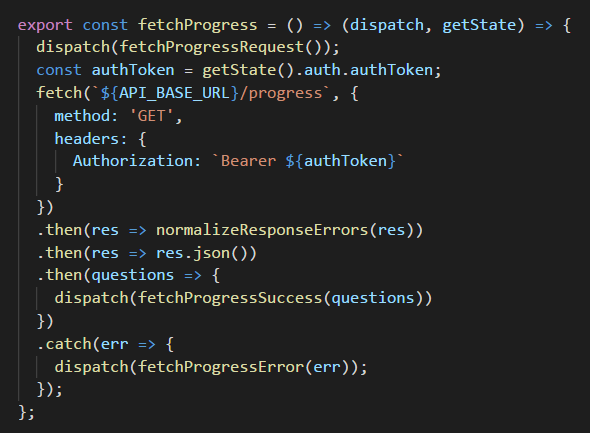 export const fetchProgress = () => (dispatch, getState) => {
  dispatch(fetchProgressRequest());
  const authToken = getState().auth.authToken;
  fetch(`${API_BASE_URL}/progress`, {
    method: 'GET',
    headers: {
      Authorization: `Bearer ${authToken}`
    }
  })
  .then(res => normalizeResponseErrors(res))
  .then(res => res.json())
  .then(questions => {
    dispatch(fetchProgressSuccess(questions))
  })
  .catch(err => {
    dispatch(fetchProgressError(err));
  });
};